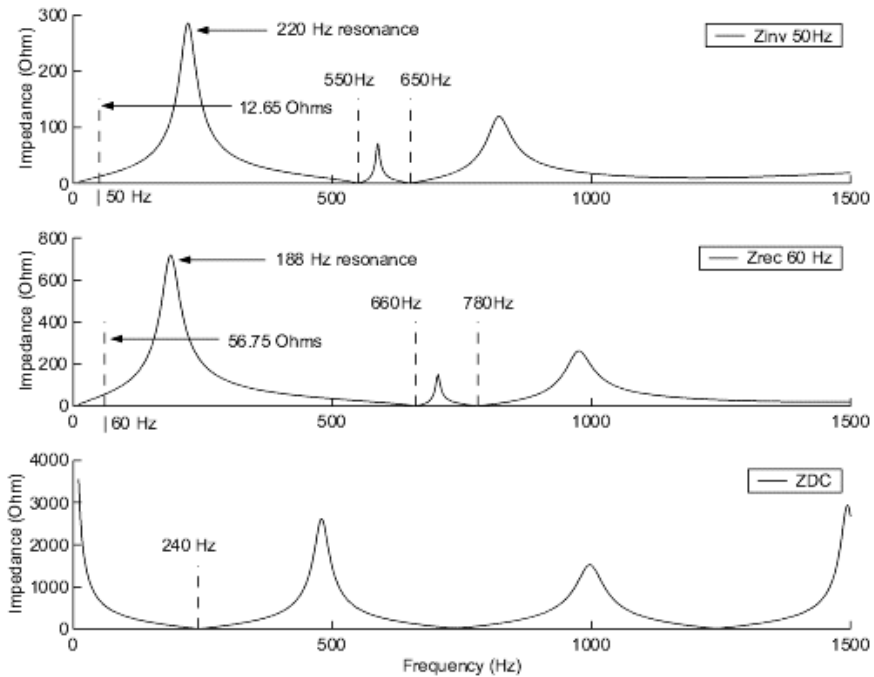 300
200
100
0
Impedance (Ohm)
220 Hz resonance
Zinv 50Hz
12.65 Ohms
550Hz
650Hz
0
| 50 Hz
500
1000
1500
800
600
400
200
0
Impedance (Ohm)
188 Hz resonance
Zrec 60 Hz
56.75 Ohms
660Hz
780Hz
0
| 60 Hz
500
1000
1500
4000
3000
2000
1000
0
Impedance (Ohm)
ZDC
240 Hz
0
500
1000
1500
Frequency (Hz)